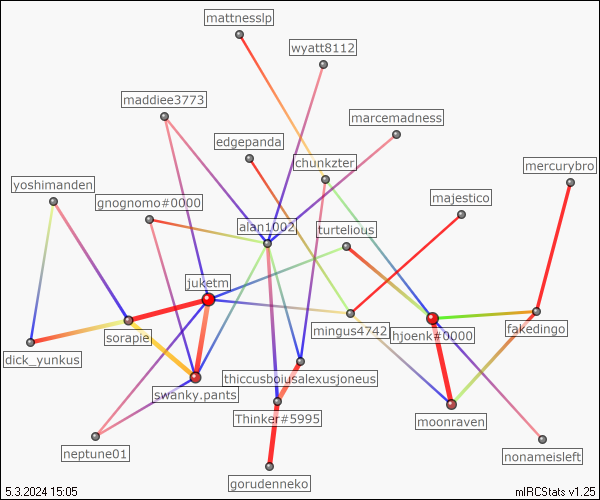 mattnesslp
wyatt8112
maddiee3773
marcemadness
edgepanda
chunkzter
mercurybro
yoshimanden
gnognomo#0000
majestico
alan1002
turtelious
juketm
mingus4742
hjoenk#0000
fakedingo
sorapie
dick_yunkus
thiccusboiusalexusjoneus
swanky.pants
Thinker#5995
moonraven
neptune01
nonameisleft
gorudenneko
5.3.2024 15:05
mIRCStats v1.25